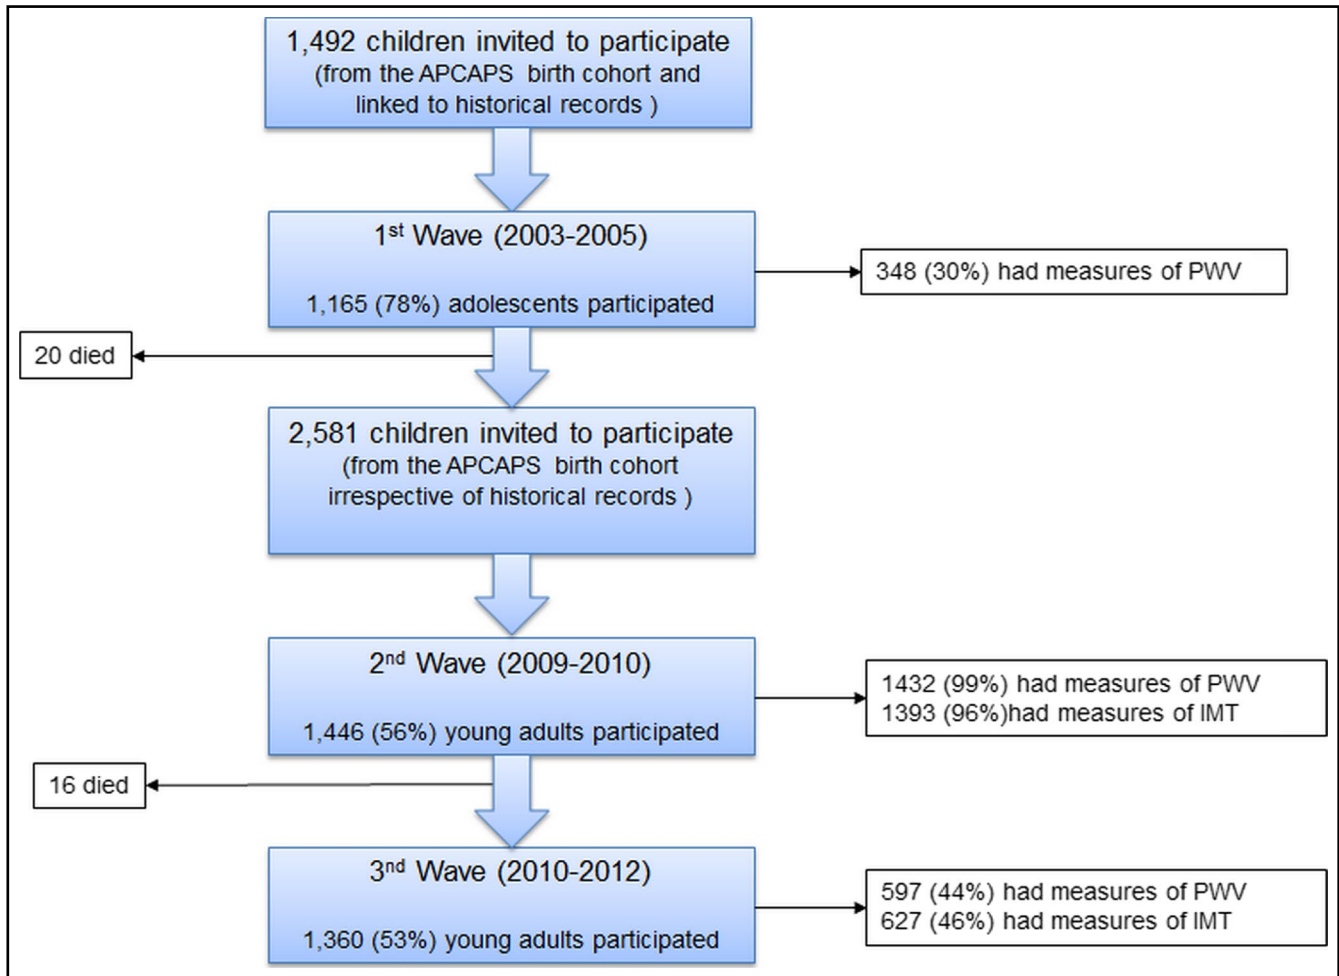 1,492 children invited to participate
(from the APCAPS birth cohort and
linked to historical records )
1st Wave (2003-2005)
1,165 (78%) adolescents participated
348 (30%) had measures of PWV
20 died
2,581 children invited to participate
(from the APCAPS birth cohort
irrespective of historical records )
2nd Wave (2009-2010)
1,446 (56%) young adults participated
1432 (99%) had measures of PWV
1393 (96%)had measures of IMT
16 died
3rd Wave (2010-2012)
1,360 (53%) young adults participated
597 (44%) had measures of PWV
627 (46%) had measures of IMT